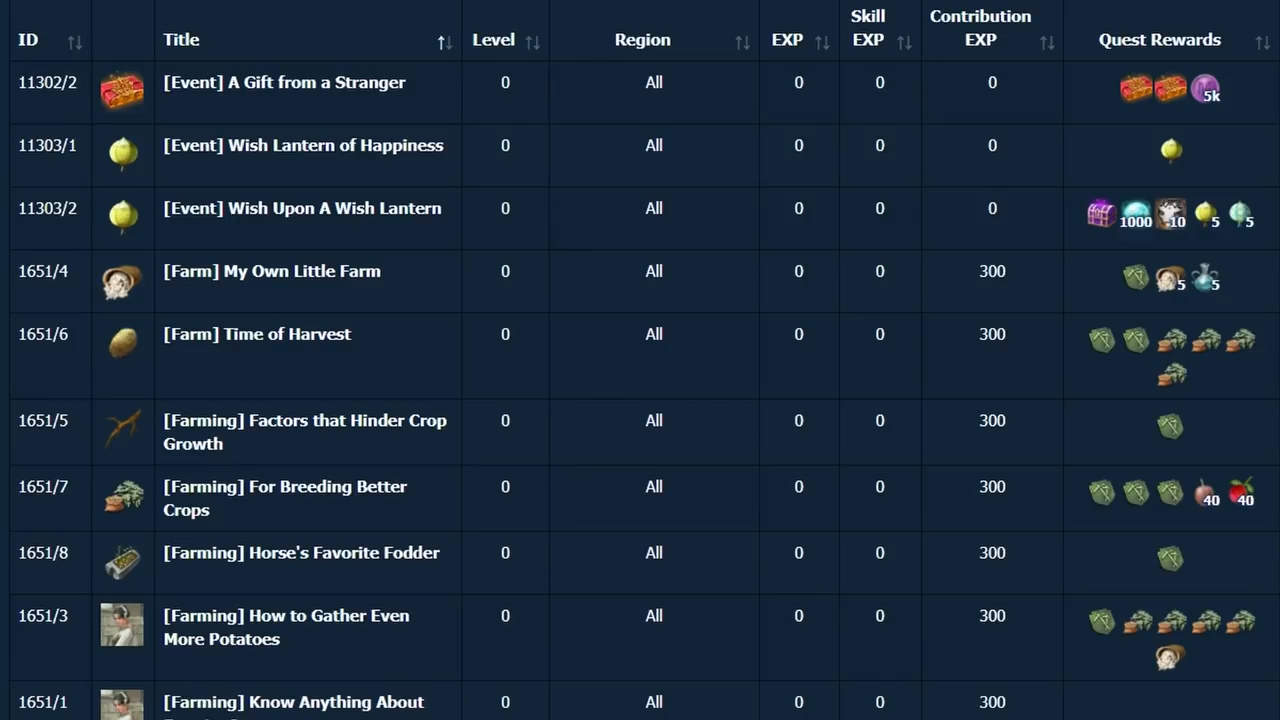 ID Title Level Region EXP Skill EXP Contribution EXP Quest Rewards
11302/2 [Event] A Gift from a Stranger 0 All 0 0 0 5k
11303/1 [Event] Wish Lantern of Happiness 0 All 0 0 0
11303/2 [Event] Wish Upon A Wish Lantern 0 All 0 0 0 1000 10 5 5
1651/4 [Farm] My Own Little Farm 0 All 0 0 300 5 5
1651/6 [Farm] Time of Harvest 0 All 0 0 300
1651/5 [Farming] Factors that Hinder Crop Growth 0 All 0 0 300
1651/7 [Farming] For Breeding Better Crops 0 All 0 0 300 40 40
1651/8 [Farming] Horse's Favorite Fodder 0 All 0 0 300
1651/3 [Farming] How to Gather Even More Potatoes 0 All 0 0 300
1651/1 [Farming] Know Anything About 0 All 0 0 300